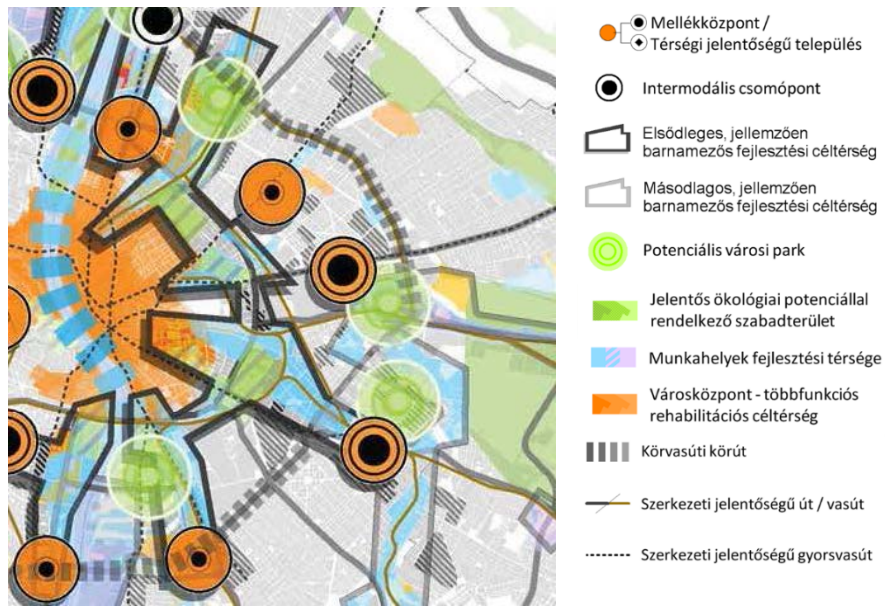 Mellékközpont /
Térségi jelentőségű település
Intermodális csomópont
Elsődleges, jellemzően
barnamezős fejlesztési céltérség
Másodlagos, jellemzően
barnamezős fejlesztési céltérség
Potenciális városi park
Jelentős ökológiai potenciállal
rendelkező szabadterület
Munkahelyek fejlesztési térsége
Városközpont - többfunkciós
rehabilitációs céltérség
Körvasúti körút
Szerkezeti jelentőségű út / vasút
Szerkezeti jelentőségű gyorsvasút